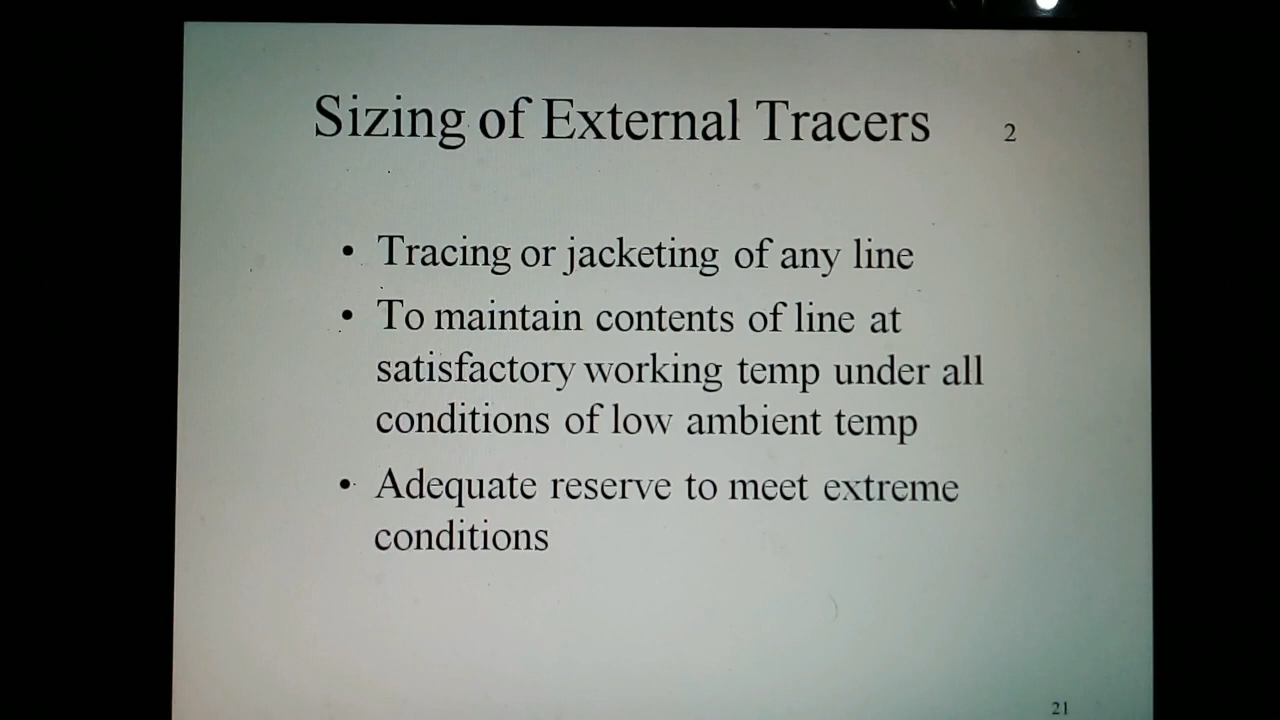 Sizing of External Tracers 2
• Tracing or jacketing of any line
• To maintain contents of line at
satisfactory working temp under all
conditions of low ambient temp
• Adequate reserve to meet extreme
conditions
21